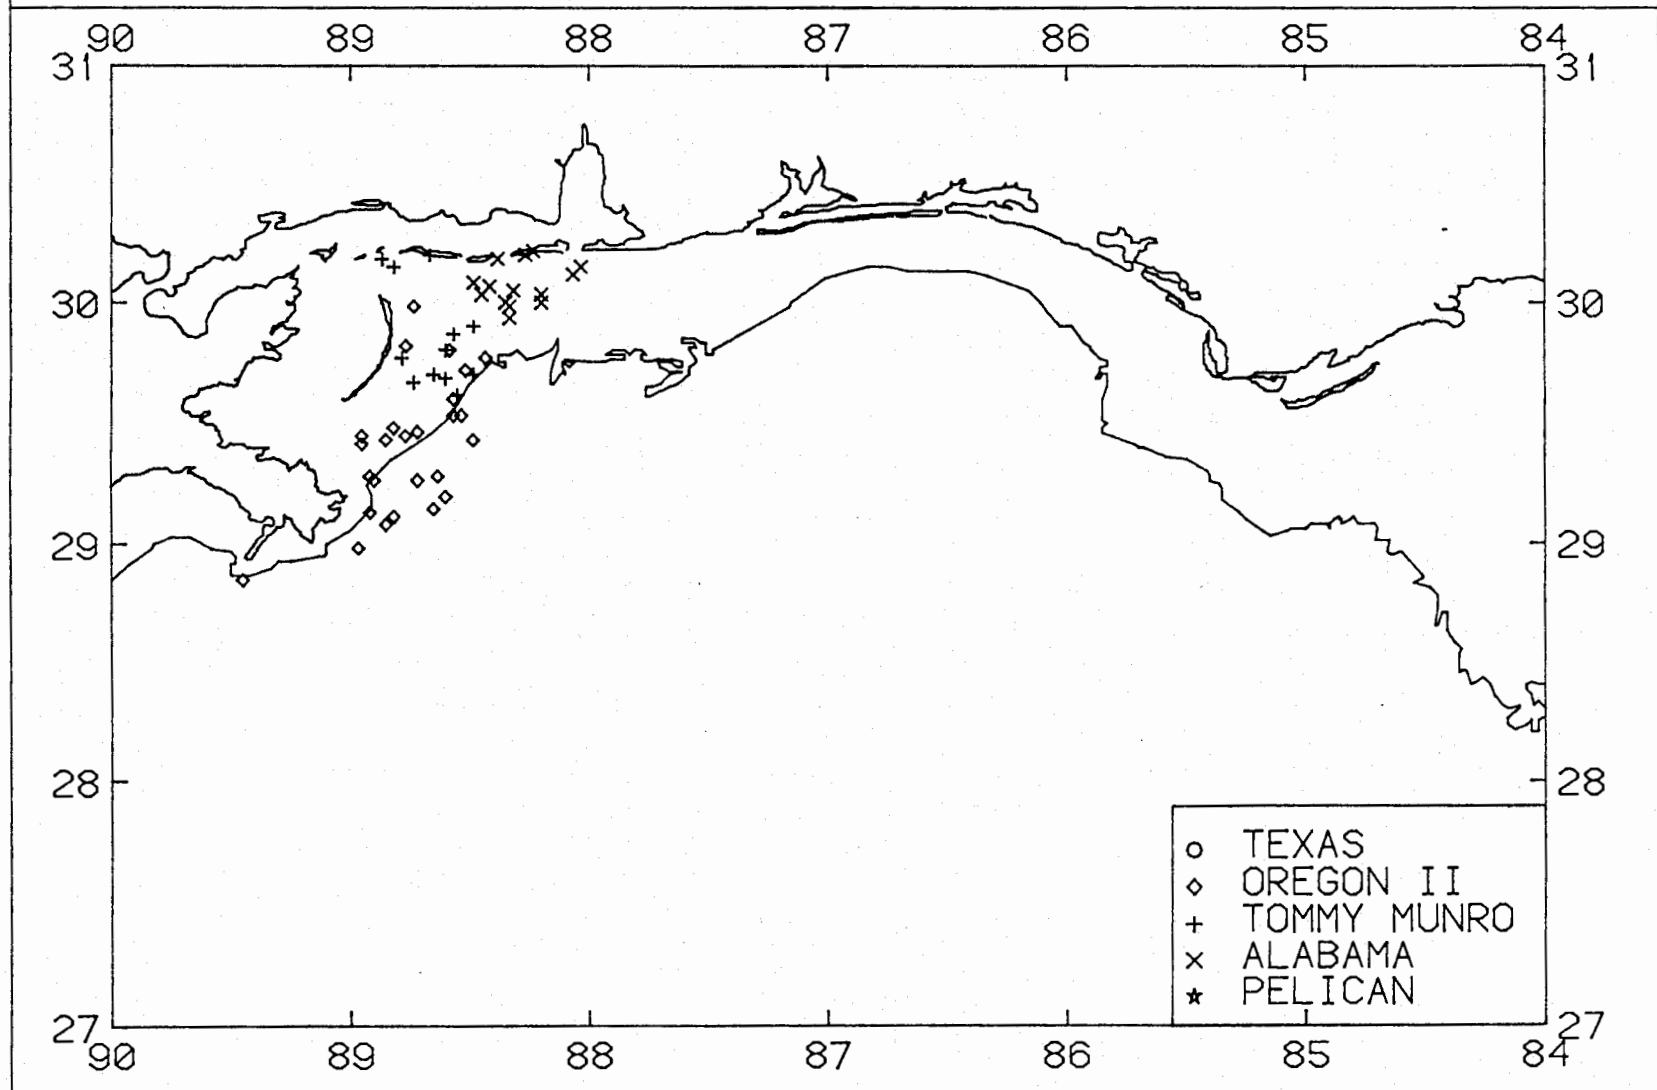 90 89 88 87 86 85 84
31 31
30 30
29 29
28 28
TEXAS
OREGON II
TOMMY MUNRO
ALABAMA
PELICAN
27 27
90 89 88 87 86 85 84